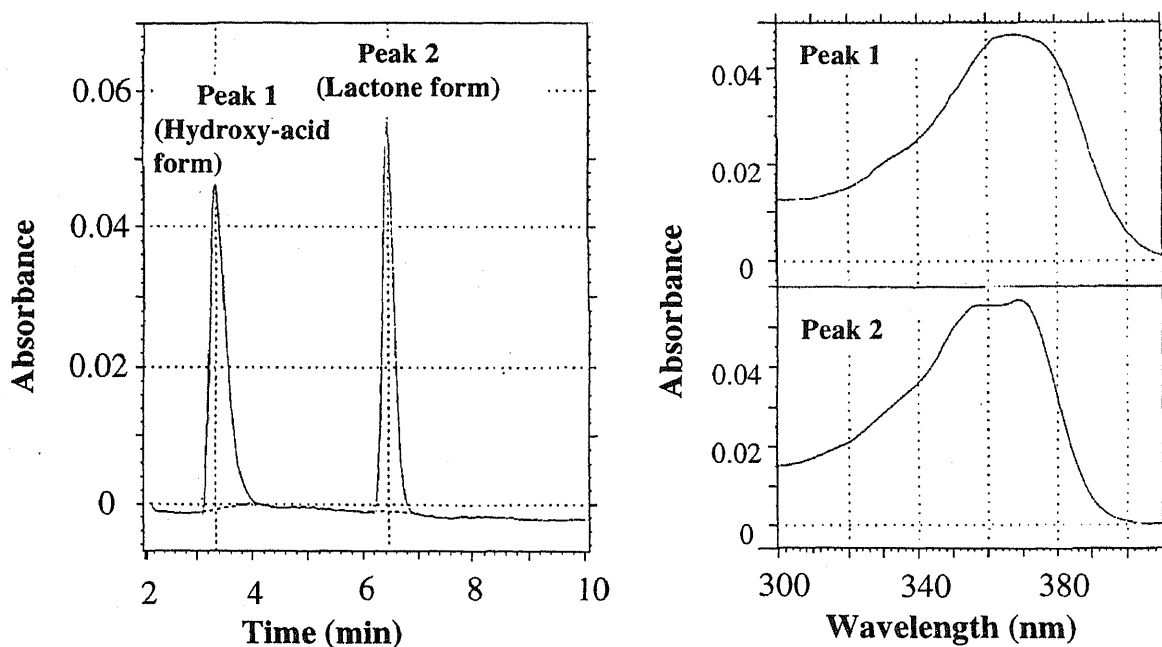 Peak 1
(Hydroxy-acid
form)
Peak 2
(Lactone form)
0.06
0.04
0.02
0
Absorbance
2
4
6
8
10
Time (min)
Peak 1
0.04
0.02
0
Peak 2
0.04
0.02
0
Absorbance
300
340
380
Wavelength (nm)